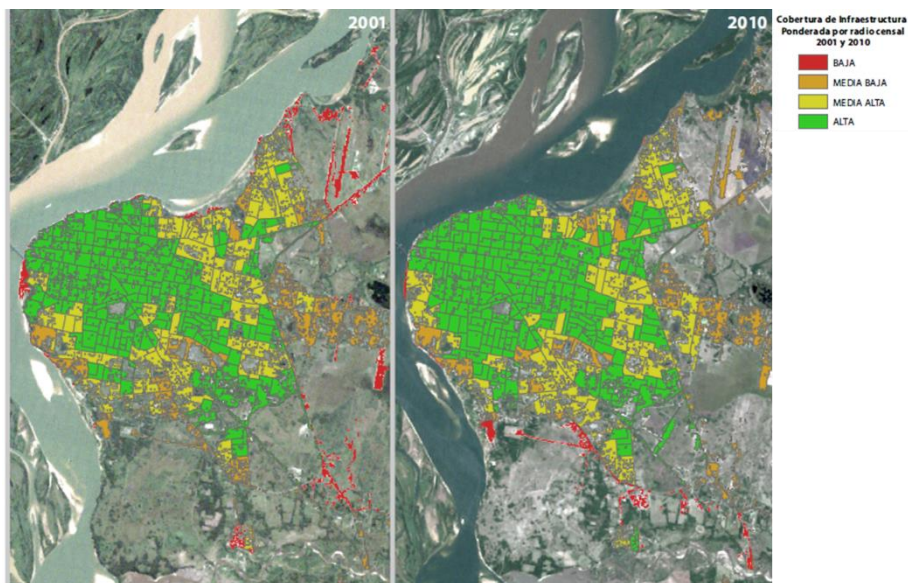 2001
2010
Cobertura de Infraestructura
Ponderada por radio censal
2001 y 2010
BAJA
MEDIA BAJA
MEDIA ALTA
ALTA